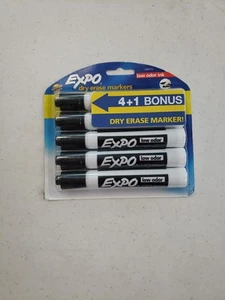 EXPO
low odor ink
dry erase markers
4+1 BONUS
DRY ERASE MARKER!
EXPO low odor
EXPO low odor
EXPO low odor